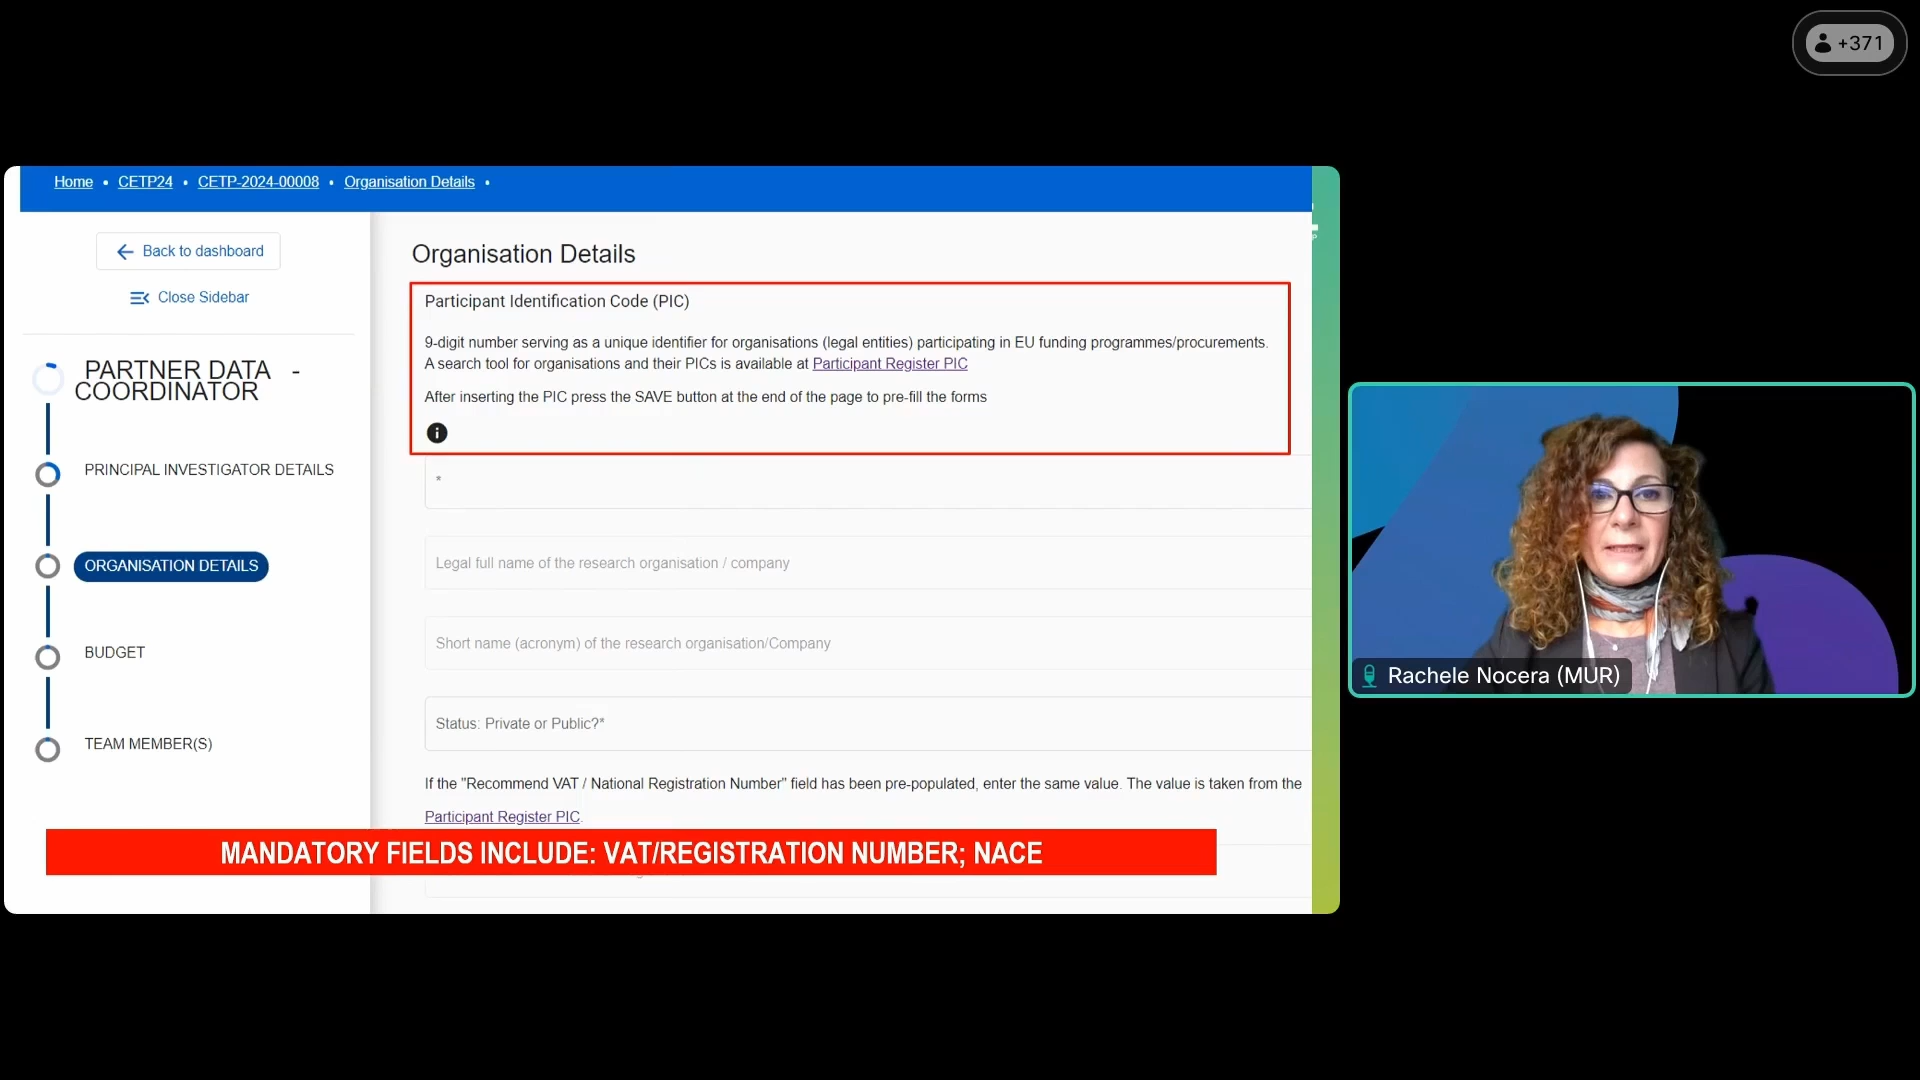 +371
Home • CETP24 • CETP-2024-00008 • Organisation Details •
Back to dashboard
Close Sidebar
PARTNER DATA -
COORDINATOR
PRINCIPAL INVESTIGATOR DETAILS
ORGANISATION DETAILS
BUDGET
TEAM MEMBER(S)
Organisation Details
Participant Identification Code (PIC)
9-digit number serving as a unique identifier for organisations (legal entities) participating in EU funding programmes/procurements.
A search tool for organisations and their PICs is available at Participant Register PIC
After inserting the PIC press the SAVE button at the end of the page to pre-fill the forms
i
*
Legal full name of the research organisation / company
Short name (acronym) of the research organisation/Company
Status: Private or Public?*
If the "Recommend VAT / National Registration Number" field has been pre-populated, enter the same value. The value is taken from the
Participant Register PIC.
MANDATORY FIELDS INCLUDE: VAT/REGISTRATION NUMBER; NACE
Rachele Nocera (MUR)